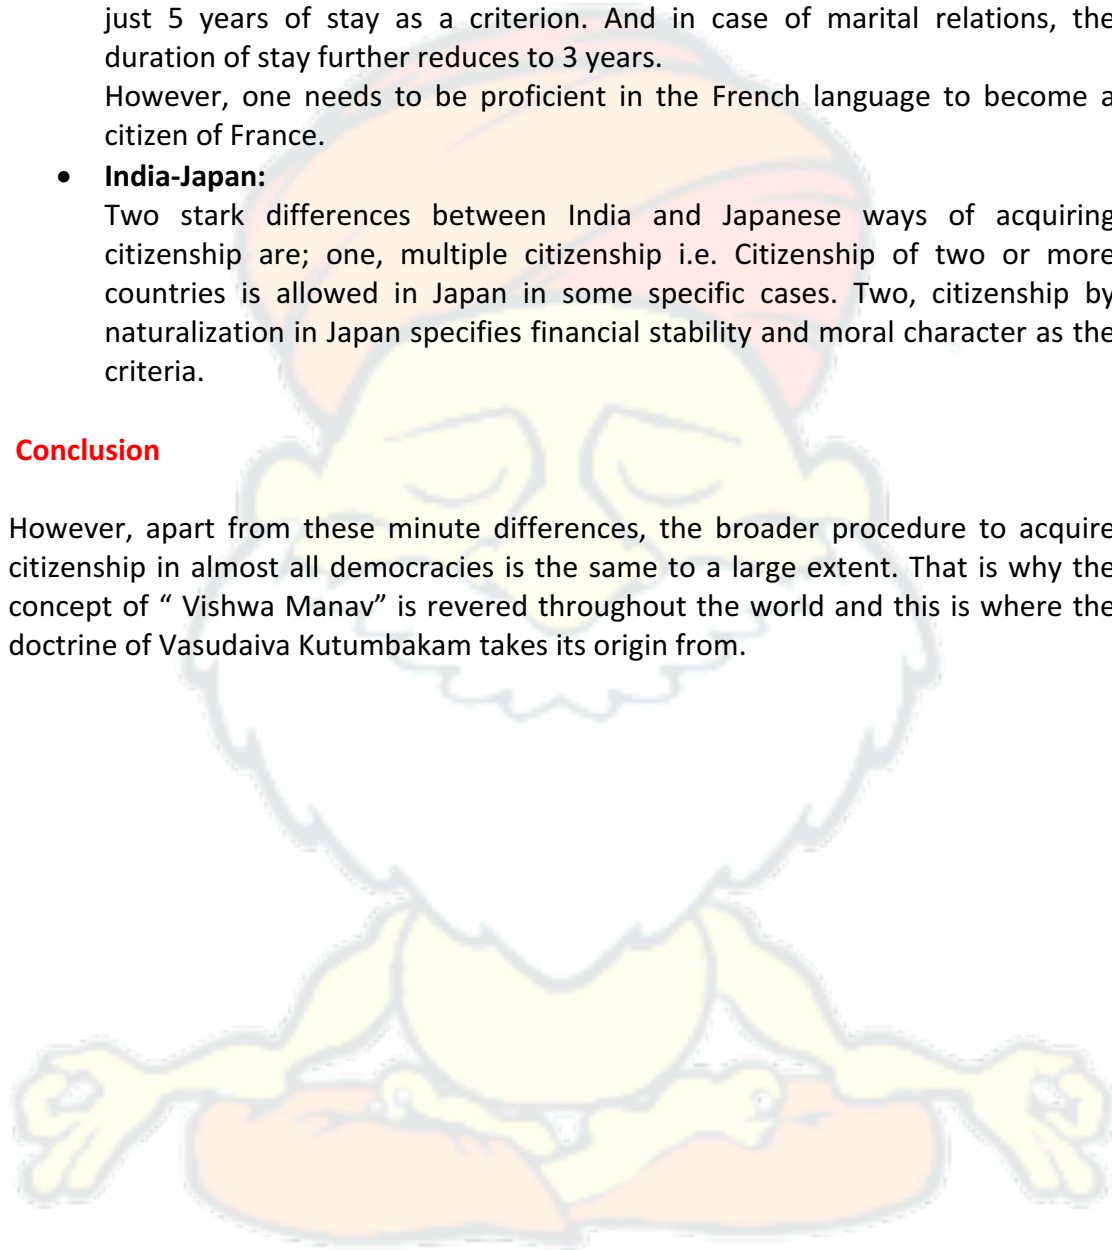 just 5 years of stay as a criterion. And in case of marital relations, the
duration of stay further reduces to 3 years.
However, one needs to be proficient in the French language to become a
citizen of France.
• India-Japan:
Two stark differences between India and Japanese ways of acquiring
citizenship are; one, multiple citizenship i.e. Citizenship of two or more
countries is allowed in Japan in some specific cases. Two, citizenship by
naturalization in Japan specifies financial stability and moral character as the
criteria.
Conclusion
However, apart from these minute differences, the broader procedure to acquire
citizenship in almost all democracies is the same to a large extent. That is why the
concept of “ Vishwa Manav” is revered throughout the world and this is where the
doctrine of Vasudaiva Kutumbakam takes its origin from.